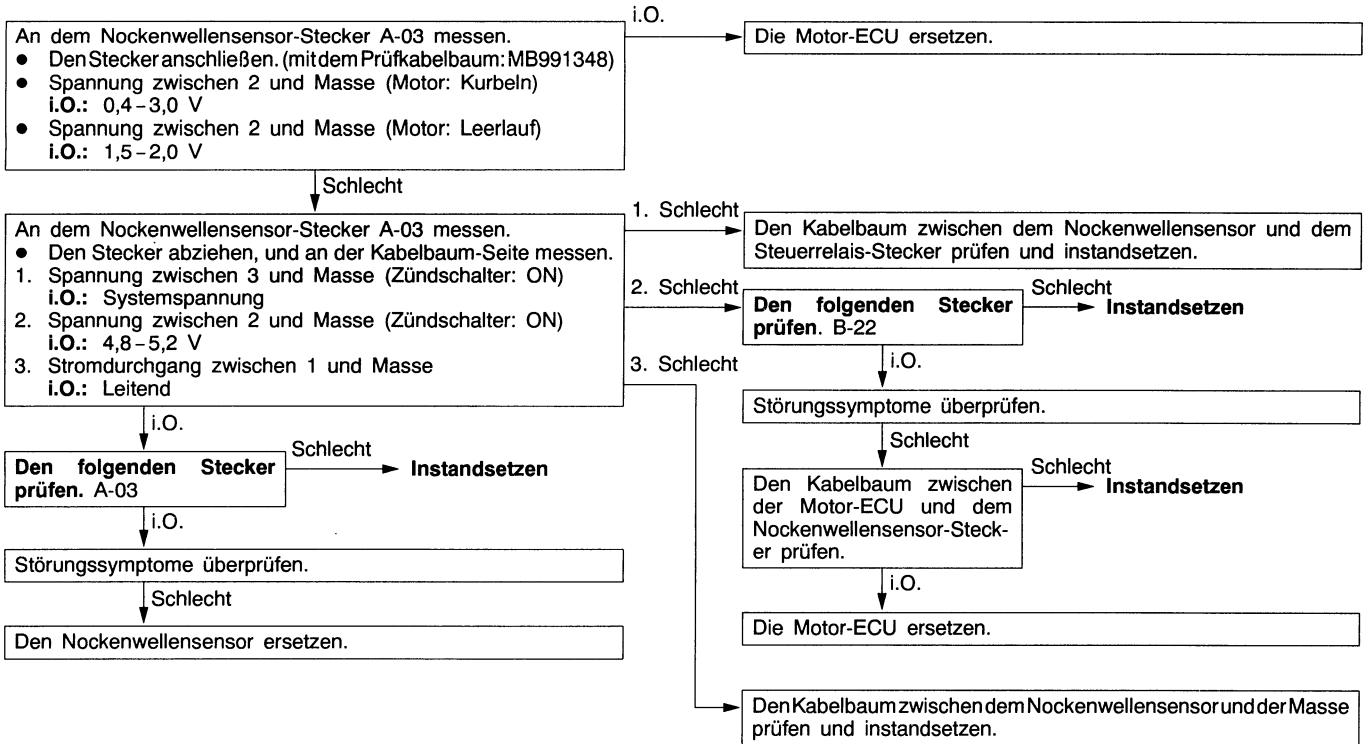 An dem Nockenwellensensor-Stecker A-03 messen.
● Den Stecker anschließen. (mit dem Prüfkabelbaum: MB991348)
● Spannung zwischen 2 und Masse (Motor: Kurbeln)
i.O.: 0,4–3,0 V
● Spannung zwischen 2 und Masse (Motor: Leerlauf)
i.O.: 1,5–2,0 V
i.O.
Die Motor-ECU ersetzen.
Schlecht
An dem Nockenwellensensor-Stecker A-03 messen.
● Den Stecker abziehen, und an der Kabelbaum-Seite messen.
1. Spannung zwischen 3 und Masse (Zündschalter: ON)
i.O.: Systemspannung
2. Spannung zwischen 2 und Masse (Zündschalter: ON)
i.O.: 4,8–5,2 V
3. Stromdurchgang zwischen 1 und Masse
i.O.: Leitend
1. Schlecht
Den Kabelbaum zwischen dem Nockenwellensensor und dem
Steuerrelais-Stecker prüfen und instandsetzen.
2. Schlecht
Den folgenden Stecker
prüfen. B-22
Schlecht
Instandsetzen
i.O.
Störungssymptome überprüfen.
Schlecht
Den Kabelbaum zwischen
der Motor-ECU und dem
Nockenwellensensor-Steck-
er prüfen.
Schlecht
Instandsetzen
i.O.
Die Motor-ECU ersetzen.
3. Schlecht
Den Kabelbaum zwischen dem Nockenwellensensor und der Masse
prüfen und instandsetzen.
i.O.
Den folgenden Stecker
prüfen. A-03
Schlecht
Instandsetzen
i.O.
Störungssymptome überprüfen.
Schlecht
Den Nockenwellensensor ersetzen.